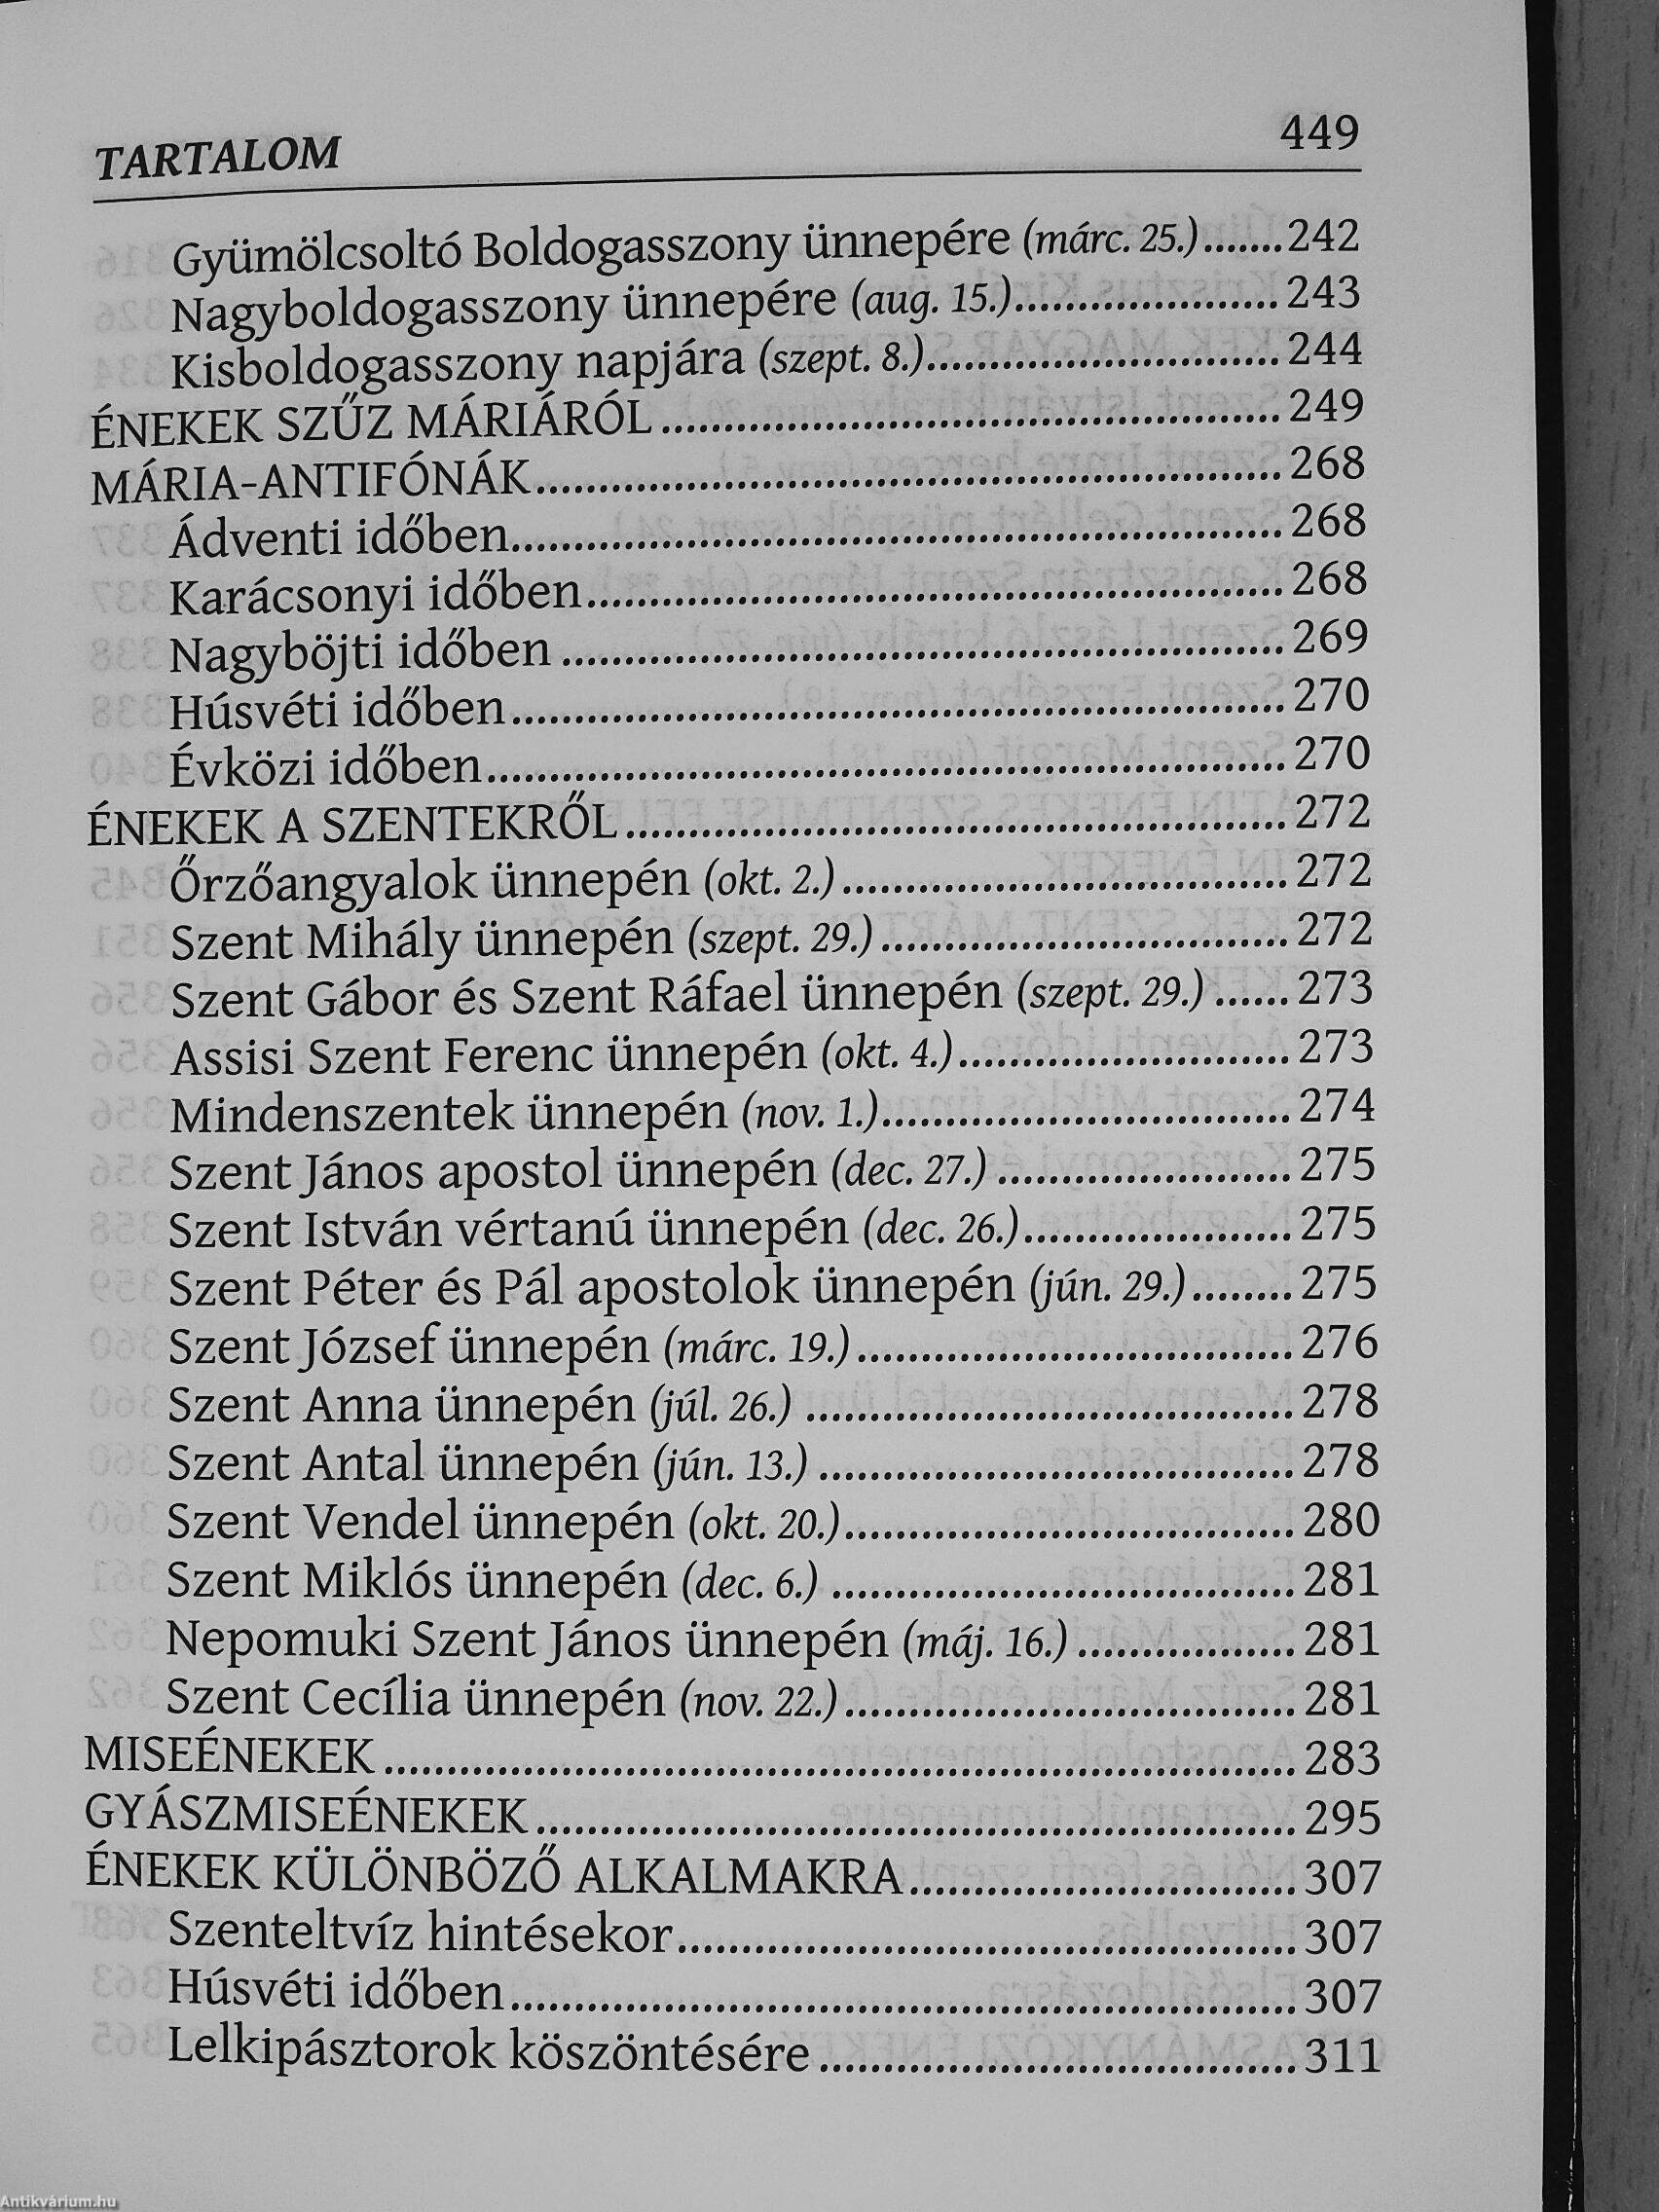 TARTALOM 449
Gyümölcsoltó Boldogasszony ünnepére (márc. 25.).......242
Nagyboldogasszony ünnepére (aug. 15.).....................243
Kisboldogasszony napjára (szept. 8.)............................244
ÉNEKEK SZŰZ MÁRIÁRÓL.................................................249
MÁRIA-ANTIFÓNÁK...........................................................268
Ádventi időben.............................................................268
Karácsonyi időben.......................................................268
Nagyböjti időben.........................................................269
Húsvéti időben.............................................................270
Évközi időben...............................................................270
ÉNEKEK A SZENTEKRŐL....................................................272
Őrzőangyalok ünnepén (okt. 2.)...................................272
Szent Mihály ünnepén (szept. 29.)................................272
Szent Gábor és Szent Ráfael ünnepén (szept. 29.)......273
Assisi Szent Ferenc ünnepén (okt. 4.)..........................273
Mindenszentek ünnepén (nov. 1.)................................274
Szent János apostol ünnepén (dec. 27.).......................275
Szent István vértanú ünnepén (dec. 26.).....................275
Szent Péter és Pál apostolok ünnepén (jún. 29.)........275
Szent József ünnepén (márc. 19.)..................................276
Szent Anna ünnepén (júl. 26.)......................................278
Szent Antal ünnepén (jún. 13.).....................................278
Szent Vendel ünnepén (okt. 20.)...................................280
Szent Miklós ünnepén (dec. 6.)....................................281
Nepomuki Szent János ünnepén (máj. 16.).................281
Szent Cecília ünnepén (nov. 22.)...................................281
MISEÉNEKEK.......................................................................283
GYÁSZMISEÉNEKEK...........................................................295
ÉNEKEK KÜLÖNBÖZŐ ALKALMAKRA..............................307
Szenteltvíz hintésekor................................................307
Húsvéti időben.............................................................307
Lelkipásztorok köszöntésére.....................................311
Antikvárium.hu